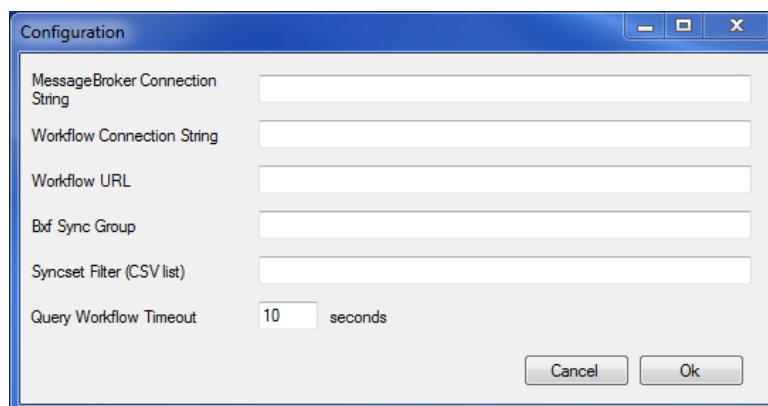 Configuration
MessageBroker Connection
String
Workflow Connection String
Workflow URL
Bxf Sync Group
Syncset Filter (CSV list)
Query Workflow Timeout 10 seconds
Cancel Ok